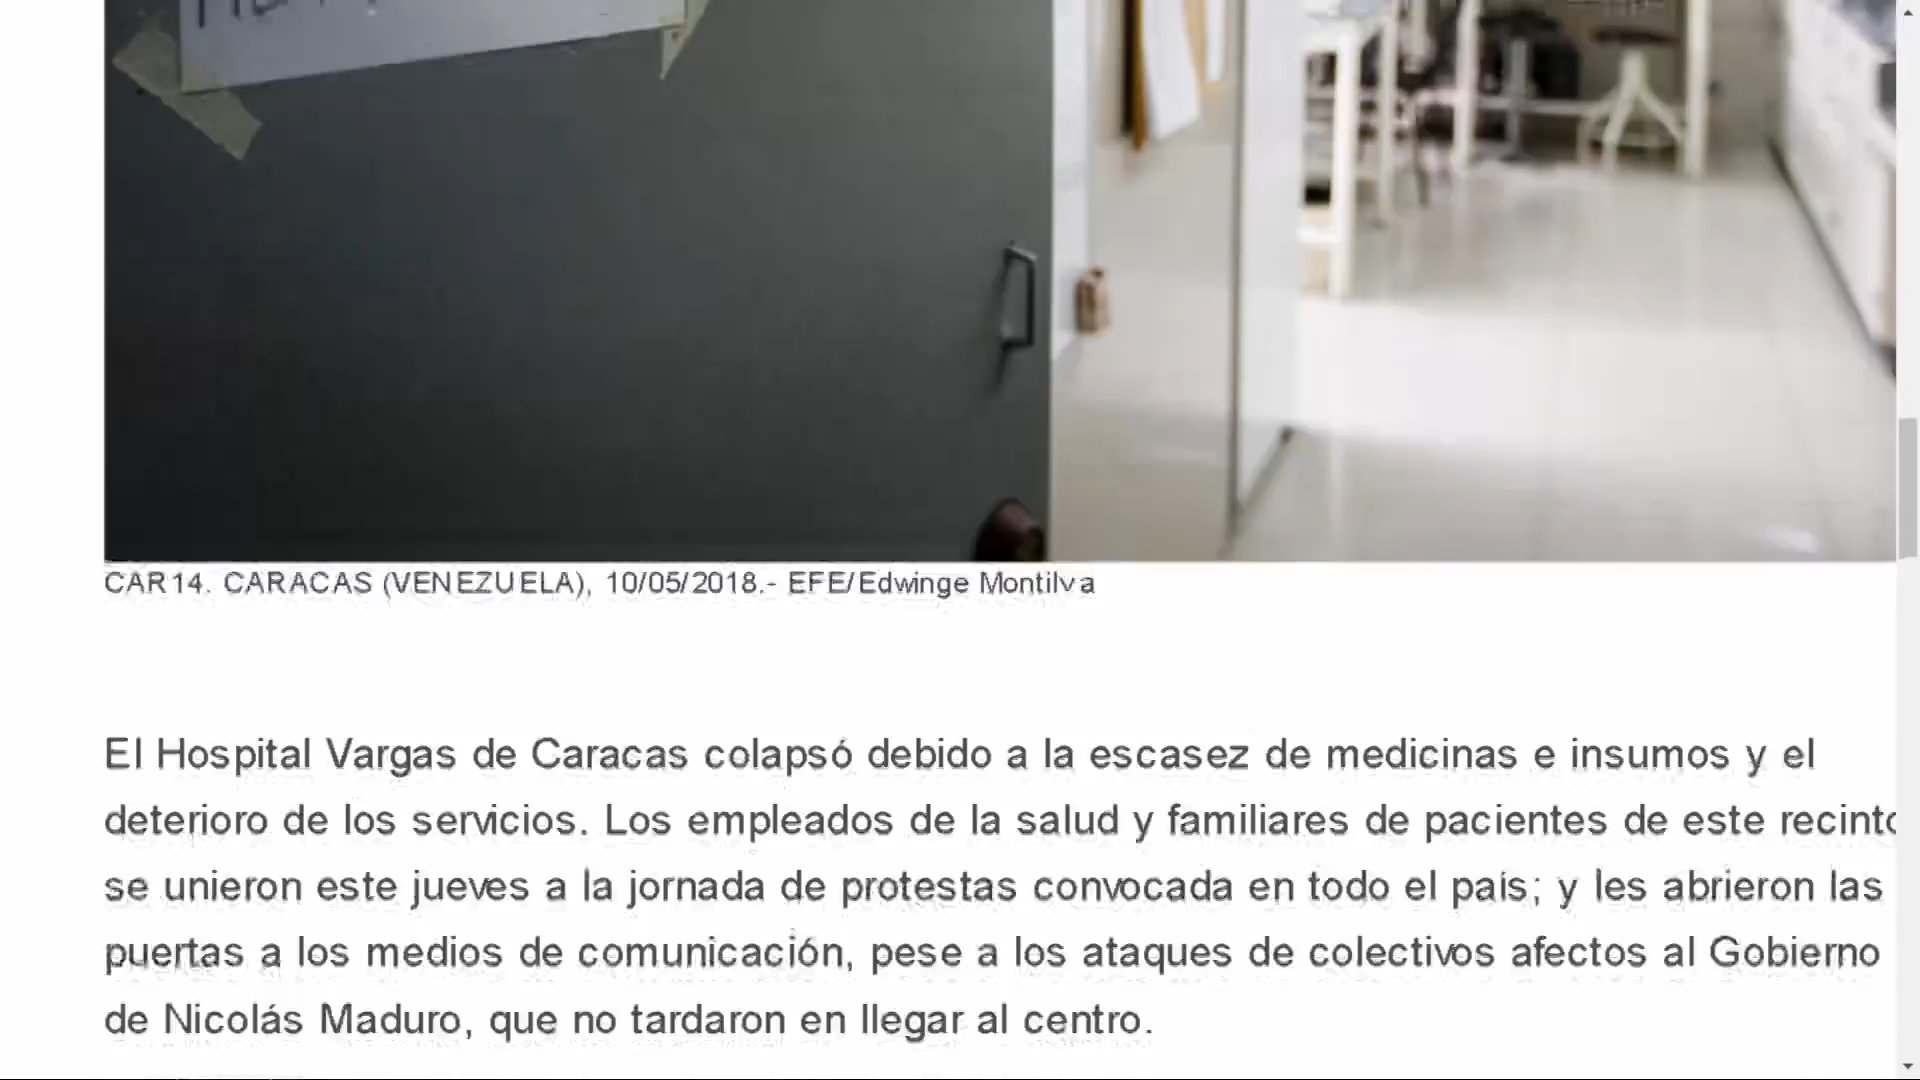 CAR14. CARACAS (VENEZUELA), 10/05/2018.- EFE/Edwinge Montilva
El Hospital Vargas de Caracas colapsó debido a la escasez de medicinas e insumos y el
deterioro de los servicios. Los empleados de la salud y familiares de pacientes de este recinto
se unieron este jueves a la jornada de protestas convocada en todo el país; y les abrieron las
puertas a los medios de comunicación, pese a los ataques de colectivos afectos al Gobierno
de Nicolás Maduro, que no tardaron en llegar al centro.